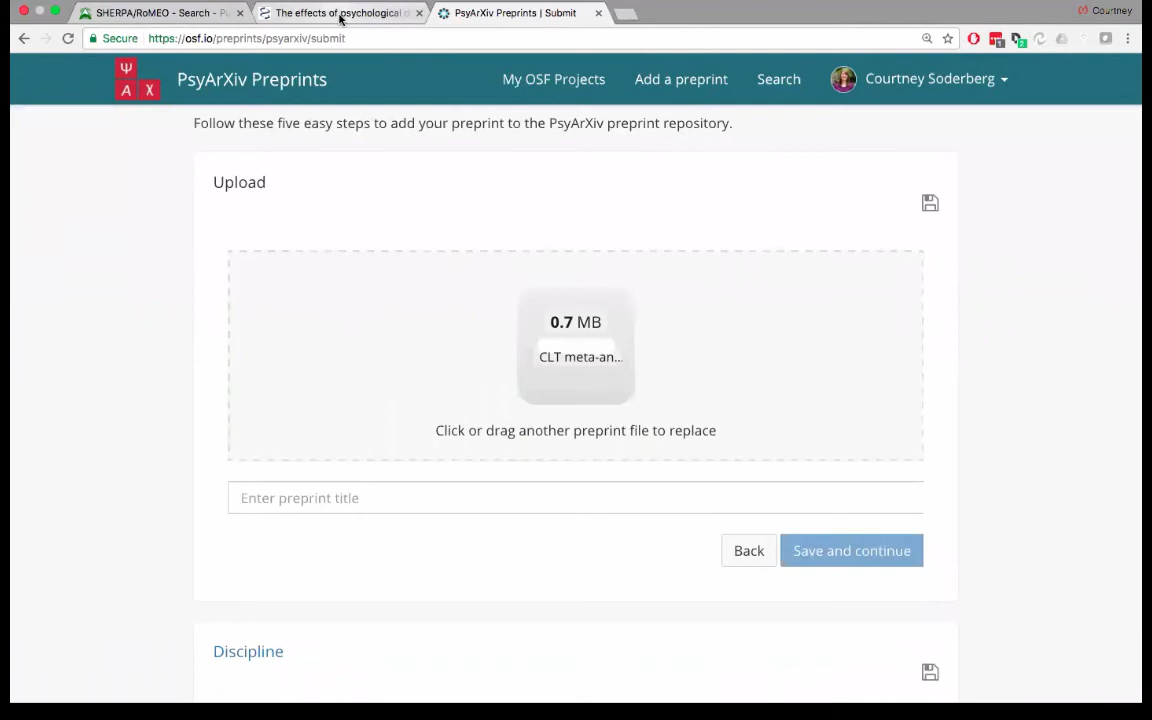 SHERPA/RoMEO - Search - Pu
The effects of psychological d
PsyArXiv Preprints | Submit
Courtney
Secure https://osf.io/preprints/psyarxiv/submit
Ψ
A X
PsyArXiv Preprints
My OSF Projects
Add a preprint
Search
Courtney Soderberg
Follow these five easy steps to add your preprint to the PsyArXiv preprint repository.
Upload
0.7 MB
CLT meta-an...
Click or drag another preprint file to replace
Enter preprint title
Back
Save and continue
Discipline